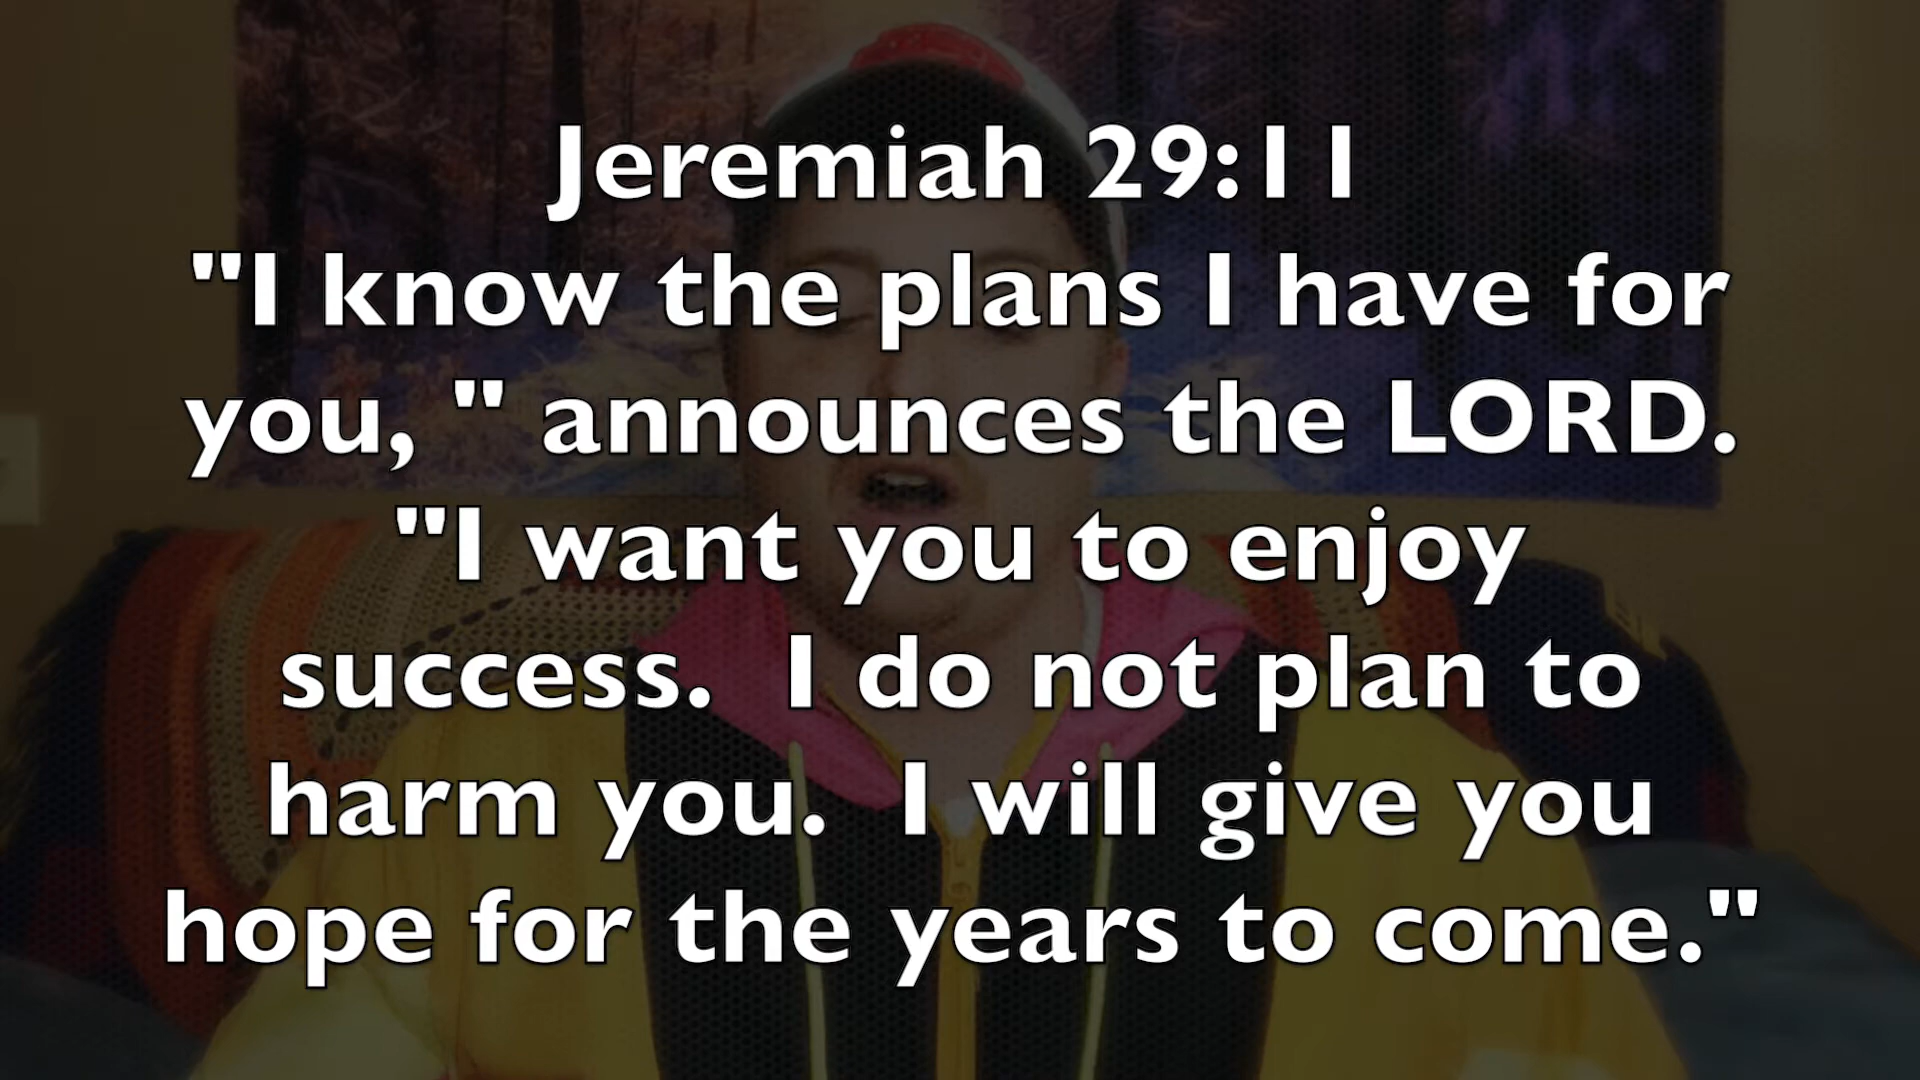 Jeremiah 29:11
"I know the plans I have for
you, " announces the LORD.
"I want you to enjoy
success.  I do not plan to
harm you.  I will give you
hope for the years to come."